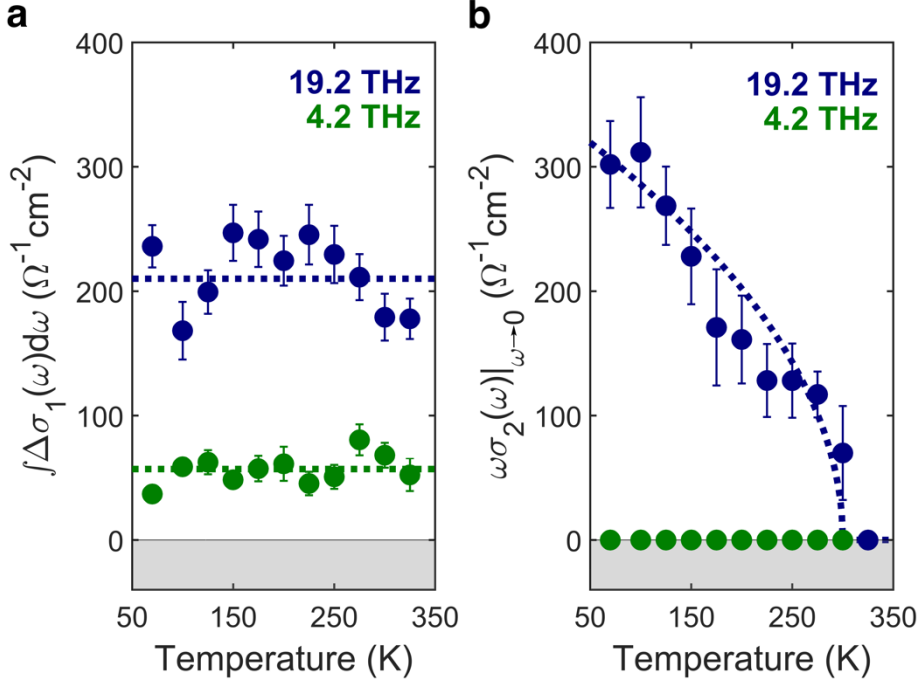 a
400
300
200
100
0
50
150
250
350
∫Δσ₁(ω)dω (Ω⁻¹cm⁻²)
Temperature (K)
19.2 THz
4.2 THz
b
400
300
200
100
0
50
150
250
350
ωσ₂(ω)|ω→0 (Ω⁻¹cm⁻²)
Temperature (K)
19.2 THz
4.2 THz